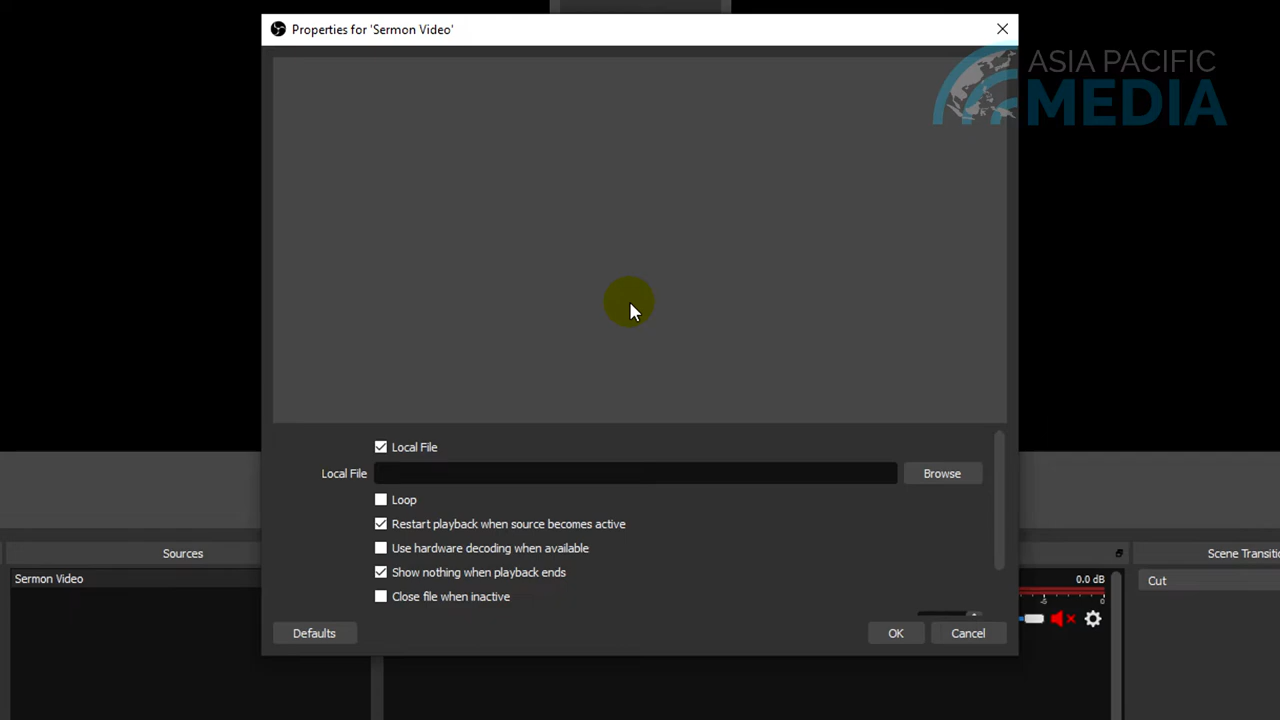 Properties for 'Sermon Video'
ASIA PACIFIC
MEDIA
Local File
Local File
Browse
Loop
Restart playback when source becomes active
Use hardware decoding when available
Show nothing when playback ends
Close file when inactive
Defaults
OK
Cancel
Sources
Sermon Video
0.0 dB
Scene Transitio
Cut